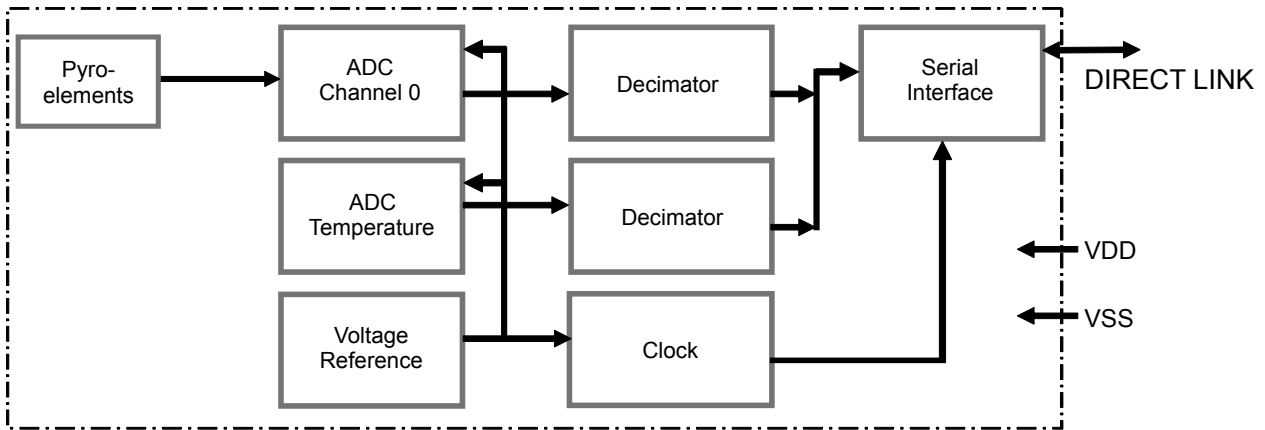 Pyro-
elements
ADC
Channel 0
Decimator
Serial
Interface
DIRECT LINK
ADC
Temperature
Decimator
VDD
VSS
Voltage
Reference
Clock